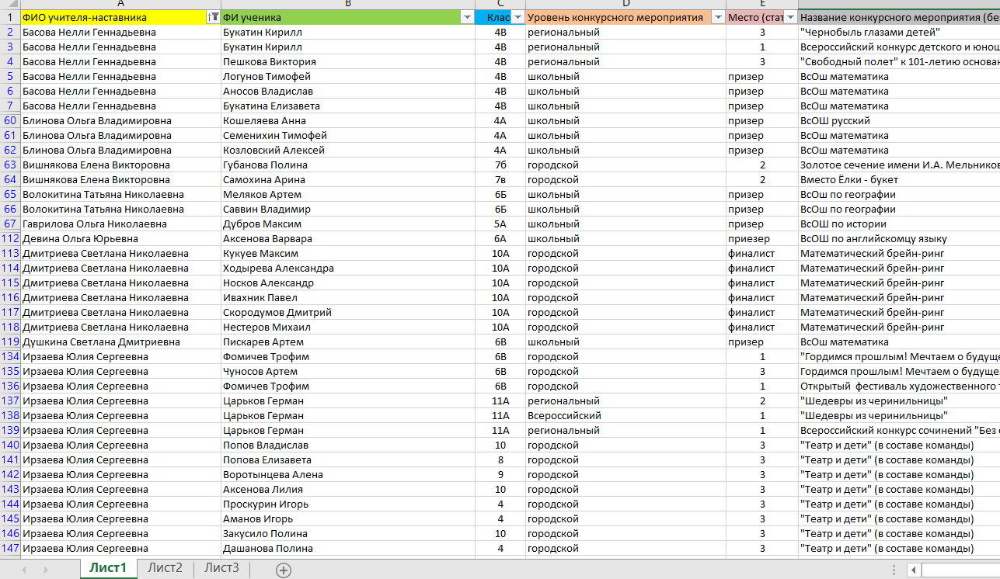 A B C D E
1 ФИО учителя-наставника ФИ ученика Клас Уровень конкурсного мероприятия Место (стат Название конкурсного мероприятия (бе
2 Басова Нелли Геннадьевна Букатин Кирилл 4В региональный 3 "Чернобыль глазами детей"
3 Басова Нелли Геннадьевна Букатин Кирилл 4В региональный 1 Всероссийский конкурс детского и юнош
4 Басова Нелли Геннадьевна Пешкова Виктория 4В региональный 3 "Свободный полет" к 101-летию основан
5 Басова Нелли Геннадьевна Логунов Тимофей 4В школьный призер ВсОш математика
6 Басова Нелли Геннадьевна Аносов Владислав 4В школьный призер ВсОш математика
7 Басова Нелли Геннадьевна Букатина Елизавета 4В школьный призер ВсОш математика
60 Блинова Ольга Владимировна Кошеляева Анна 4А школьный призер ВсОШ русский
61 Блинова Ольга Владимировна Семенихин Тимофей 4А школьный призер ВсОш математика
62 Блинова Ольга Владимировна Козловский Алексей 4А школьный призер ВсОш математика
63 Вишнякова Елена Викторовна Губанова Полина 7б городской 2 Золотое сечение имени И.А. Мельников
64 Вишнякова Елена Викторовна Самохина Арина 7в городской 2 Вместо Ёлки - букет
65 Волокитина Татьяна Николаевна Меляков Артем 6Б школьный призер ВсОш по географии
66 Волокитина Татьяна Николаевна Саввин Владимир 6Б школьный призер ВсОш по географии
67 Гаврилова Ольга Николаевна Дубров Максим 5А школьный призер ВсОШ по истории
112 Девина Ольга Юрьевна Аксенова Варвара 6А школьный приезер ВсОШ по английскомцу языку
113 Дмитриева Светлана Николаевна Кукуев Максим 10А городской финалист Математический брейн-ринг
114 Дмитриева Светлана Николаевна Ходырева Александра 10А городской финалист Математический брейн-ринг
115 Дмитриева Светлана Николаевна Носков Александр 10А городской финалист Математический брейн-ринг
116 Дмитриева Светлана Николаевна Ивахник Павел 10А городской финалист Математический брейн-ринг
117 Дмитриева Светлана Николаевна Скородумов Дмитрий 10А городской финалист Математический брейн-ринг
118 Дмитриева Светлана Николаевна Нестеров Михаил 10А городской финалист Математический брейн-ринг
119 Душкина Светлана Дмитриевна Пискарев Артем 6В школьный призер ВсОш математика
134 Ирзаева Юлия Сергеевна Фомичев Трофим 6В городской 1 "Гордимся прошлым! Мечтаем о будуще
135 Ирзаева Юлия Сергеевна Чуносов Артем 6В городской 3 Гордимся прошлым! Мечтаем о будуще
136 Ирзаева Юлия Сергеевна Фомичев Трофим 6В городской 1 Открытый фестиваль художественного т
137 Ирзаева Юлия Сергеевна Царьков Герман 11А региональный 2 "Шедевры из черинильницы"
138 Ирзаева Юлия Сергеевна Царьков Герман 11А Всероссийский 1 "Шедевры из черинильницы"
139 Ирзаева Юлия Сергеевна Царьков Герман 11А региональный 1 Всероссийский конкурс сочинений "Без
140 Ирзаева Юлия Сергеевна Попов Владислав 10 городской 3 "Театр и дети" (в составе команды)
141 Ирзаева Юлия Сергеевна Попова Елизавета 8 городской 3 "Театр и дети" (в составе команды)
142 Ирзаева Юлия Сергеевна Воротынцева Алена 9 городской 3 "Театр и дети" (в составе команды)
143 Ирзаева Юлия Сергеевна Аксенова Лилия 10 городской 3 "Театр и дети" (в составе команды)
144 Ирзаева Юлия Сергеевна Проскурин Игорь 4 городской 3 "Театр и дети" (в составе команды)
145 Ирзаева Юлия Сергеевна Аманов Игорь 4 городской 3 "Театр и дети" (в составе команды)
146 Ирзаева Юлия Сергеевна Закусило Полина 10 городской 3 "Театр и дети" (в составе команды)
147 Ирзаева Юлия Сергеевна Дашанова Полина 4 городской 3 "Театр и дети" (в составе команды)
Лист1 Лист2 Лист3